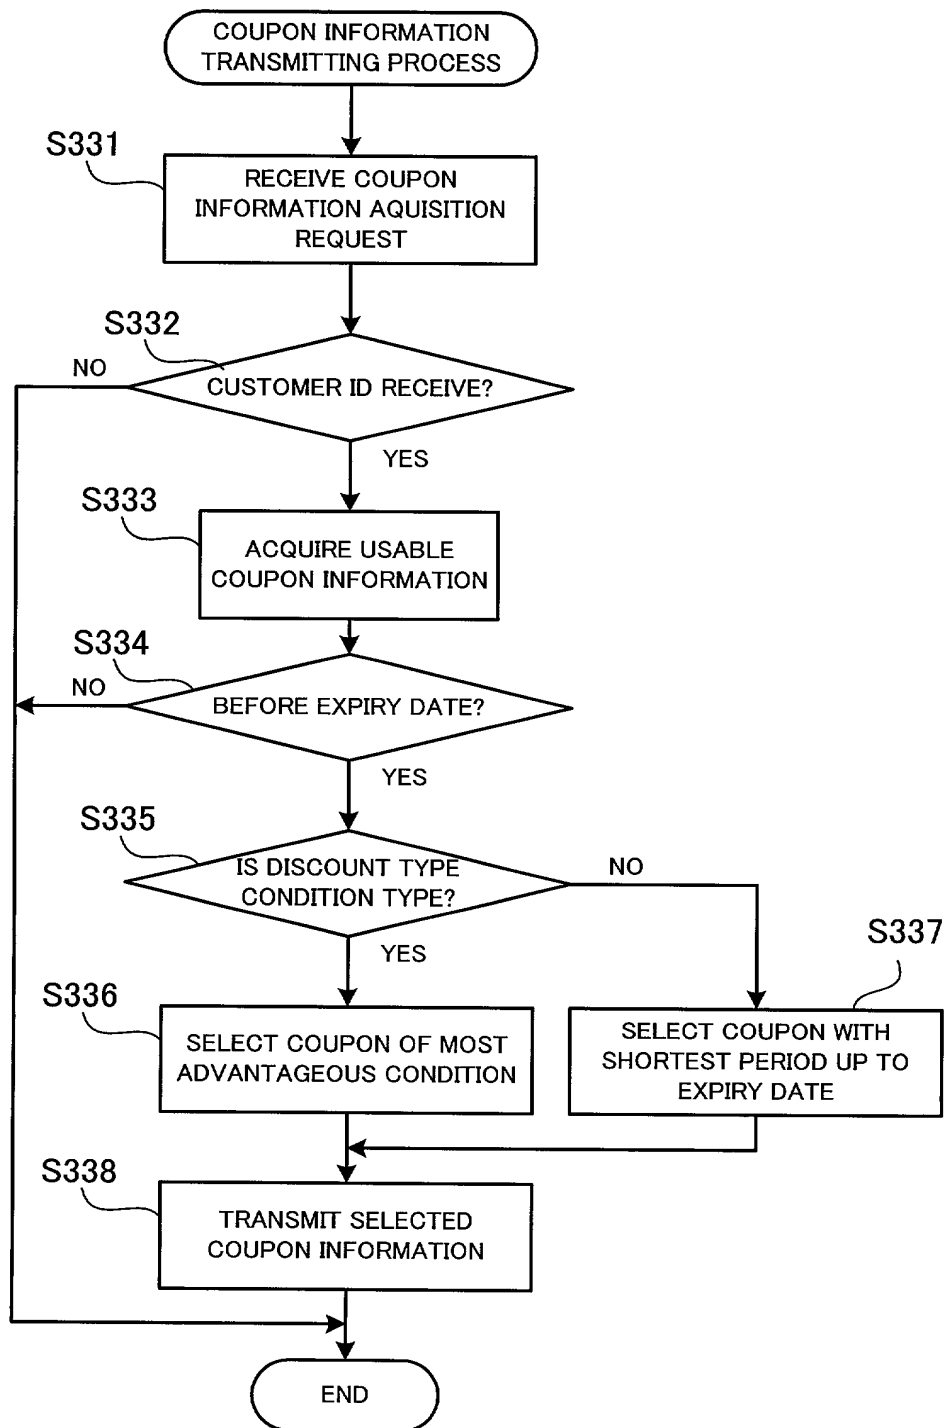 COUPON INFORMATION
TRANSMITTING PROCESS
S331
RECEIVE COUPON
INFORMATION AQUISITION
REQUEST
S332
NO
CUSTOMER ID RECEIVE?
YES
S333
ACQUIRE USABLE
COUPON INFORMATION
S334
NO
BEFORE EXPIRY DATE?
YES
S335
IS DISCOUNT TYPE
CONDITION TYPE?
NO
YES
S337
S336
SELECT COUPON OF MOST
ADVANTAGEOUS CONDITION
SELECT COUPON WITH
SHORTEST PERIOD UP TO
EXPIRY DATE
S338
TRANSMIT SELECTED
COUPON INFORMATION
END